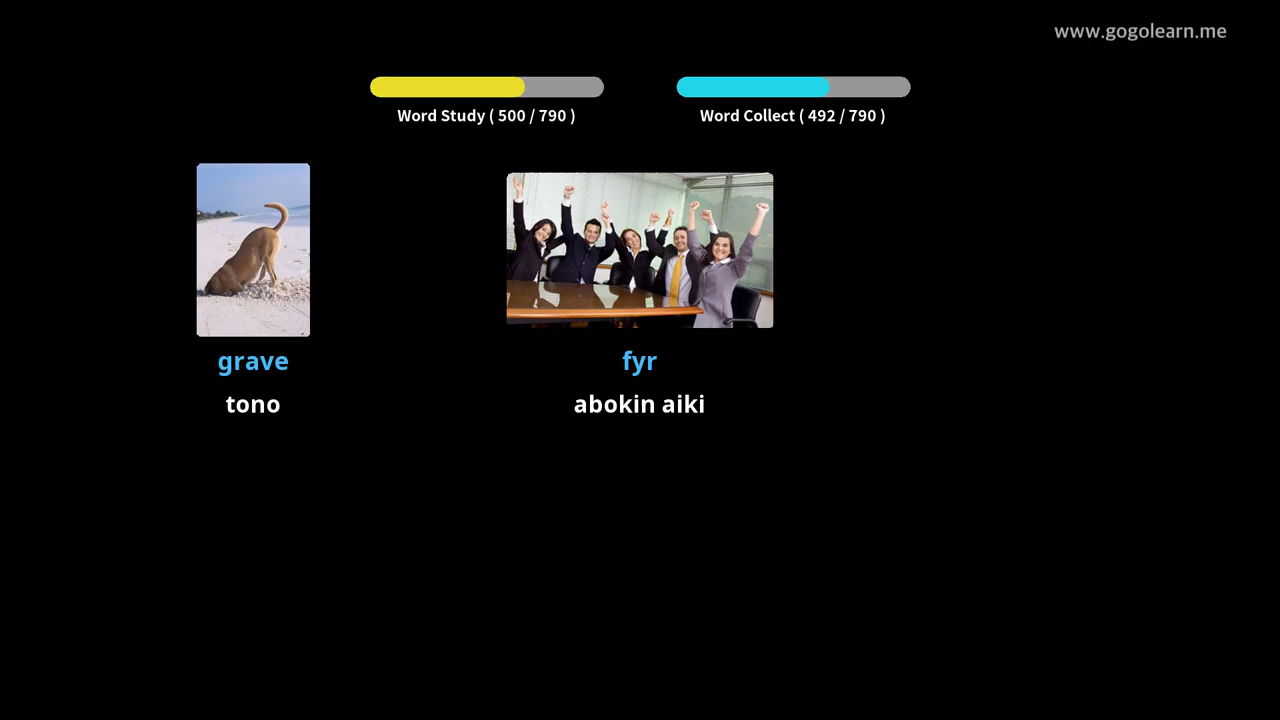 www.gogolearn.me
Word Study ( 500 / 790 )
Word Collect ( 492 / 790 )
grave
tono
fyr
abokin aiki